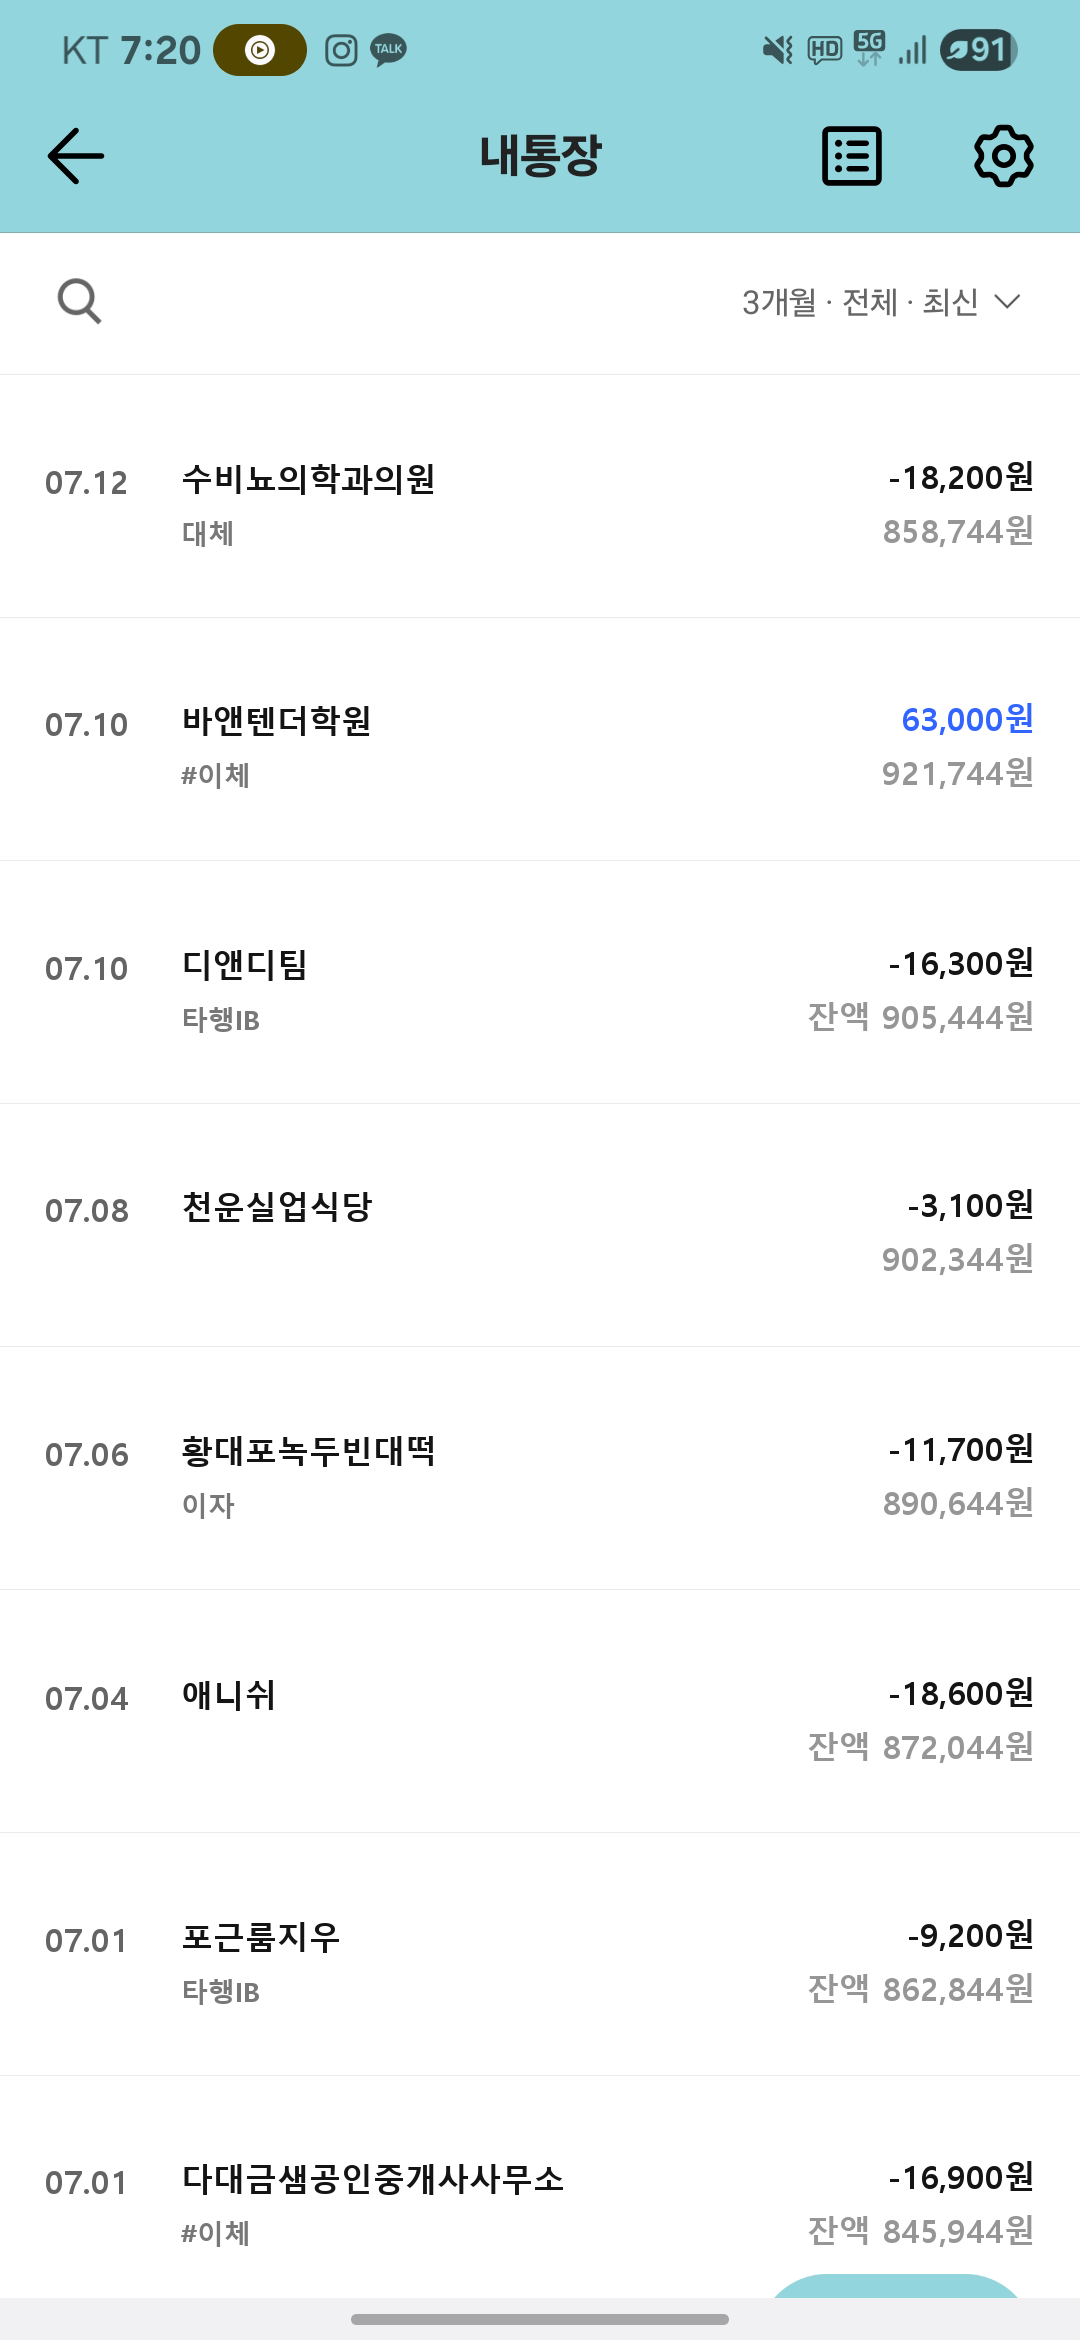 KT 7:20 TALK HD 5G 91
내통장
3개월 · 전체 · 최신
07.12 수비뇨의학과의원 -18,200원
대체 858,744원
07.10 바앤텐더학원 63,000원
#이체 921,744원
07.10 디앤디팀 -16,300원
타행IB 잔액 905,444원
07.08 천운실업식당 -3,100원
902,344원
07.06 황대포녹두빈대떡 -11,700원
이자 890,644원
07.04 애니쉬 -18,600원
잔액 872,044원
07.01 포근룸지우 -9,200원
타행IB 잔액 862,844원
07.01 다대금샘공인중개사사무소 -16,900원
#이체 잔액 845,944원